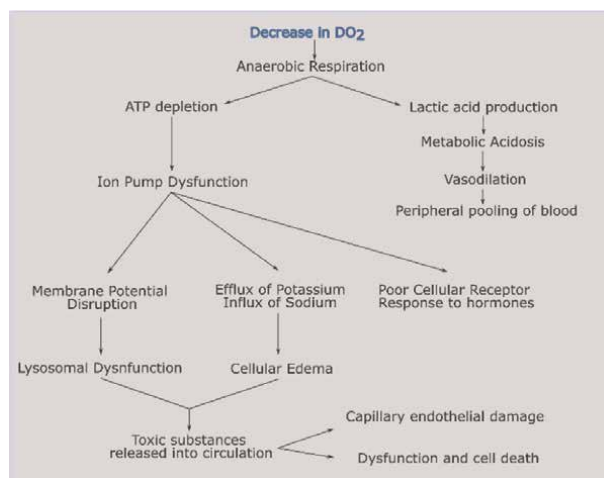 Decrease in DO2
Anaerobic Respiration
ATP depletion
Lactic acid production
Metabolic Acidosis
Vasodilation
Ion Pump Dysfunction
Peripheral pooling of blood
Membrane Potential
Disruption
Efflux of Potassium
Influx of Sodium
Poor Cellular Receptor
Response to hormones
Lysosomal Dysnfunction
Cellular Edema
Capillary endothelial damage
Toxic substances
released into circulation
Dysfunction and cell death